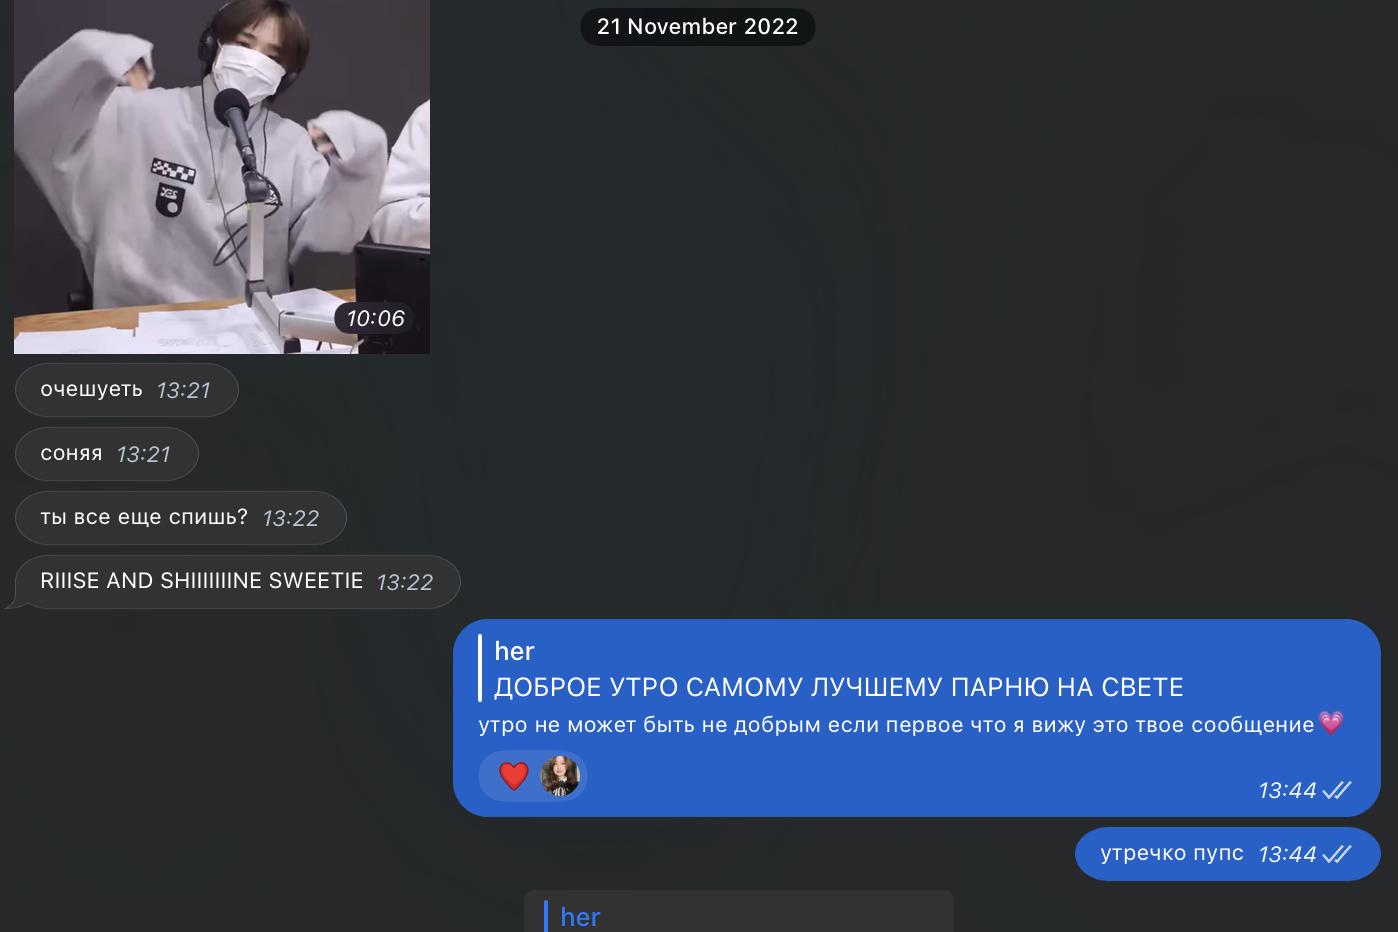 21 November 2022
YES
10:06
очешуеть 13:21
соняя 13:21
ты все еще спишь? 13:22
RIIISE AND SHIIIIIIINE SWEETIE 13:22
her
ДОБРОЕ УТРО САМОМУ ЛУЧШЕМУ ПАРНЮ НА СВЕТЕ
утро не может быть не добрым если первое что я вижу это твое сообщение💗
❤️
13:44
утречко пупс 13:44
her